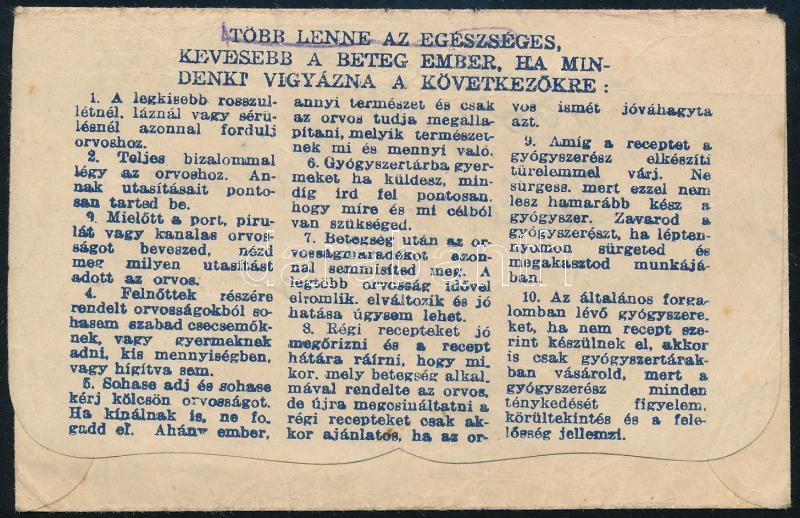 TÖBB LENNE AZ EGÉSZSÉGES,
KEVESEBB A BETEG EMBER, HA MIN-
DENKI VIGYÁZNA A KÖVETKEZŐKRE:
1. A legkisebb rosszul-
létnél, láznál vagy sérü-
lésnél azonnal fordulj
orvoshoz.
2. Teljes bizalommal
légy az orvoshoz. An-
nak utasításait ponto-
san tarted be.
9. Mielőtt a port, piru-
lát vagy kanalas orvos
ságot beveszed, nézd
meg milyen utasítást
adott az orvos.
4. Felnőttek részére
rendelt orvosságokból so-
hasem szabad csecsemők-
nek, vagy gyermeknek
adni, kis mennyiségben,
vagy hígítva sem.
5. Sohase adj és sohase
kérj kölcsön orvosságot.
Ha kínálnak is, ne fo-
gadd el. Ahány ember,
annyi természet és csak
az orvos tudja megálla-
pítani, melyik természet-
nek mi és mennyi való.
6. Gyógyszertárba gyer-
meket ha küldesz, min-
díg írd fel pontosan.
hogy mire és mi célból
van szükséged.
7. Betegség után az or-
vosságmaradékot azon-
nal semmisíted meg. A
legtöbb orvosság idővel
elromlik. elváltozik és jó
hatása úgysem lehet.
8. Régi recepteket jó
megőrizni és a recept
hátára ráírni, hogy mi-
kor, mely betegség alkal.
mával rendelte az orvos,
de újra megcsináltatni a
régi recepteket csak ak-
kor ajánlatos, ha az or-
vos ismét jóváhagyta
azt.
9. Amíg a receptet a
gyógyszerész elkészíti
türelemmel várj. Ne
sürgess. mert ezzel nem
lesz hamarább kész a
gyógyszer. Zavarod a
gyógyszerészt, ha lépten-
nyomon sürgeted és
megakasztod munkájá-
ban.
10. Az általános forga-
lomban lévő gyógyszere.
ket, ha nem recept sze-
rint készülnek el, akkor
is csak gyógyszertárak-
ban vásárold, mert a
gyógyszerész minden
ténykedését figyelem,
körültekintés és a fele-
lősség jellemzi.
darabanth